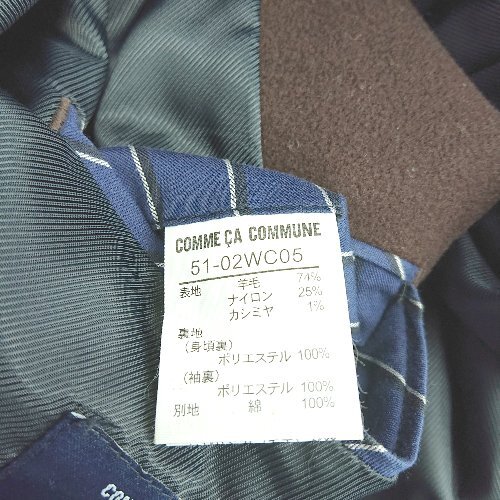 COMME ÇA COMMUNE
51-02WC05
表地 羊毛 74%
ナイロン 25%
カシミヤ 1%
裏地
(身頃裏)
ポリエステル 100%
(袖裏)
ポリエステル 100%
別地 綿 100%
COMM